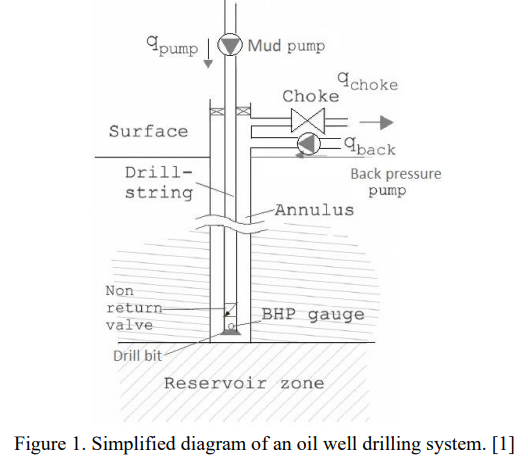 qpump
Mud pump
qchoke
Choke
Surface
qback
Back pressure
pump
Drill-
string
Annulus
Non
return
valve
BHP gauge
Drill bit
Reservoir zone
Figure 1. Simplified diagram of an oil well drilling system. [1]